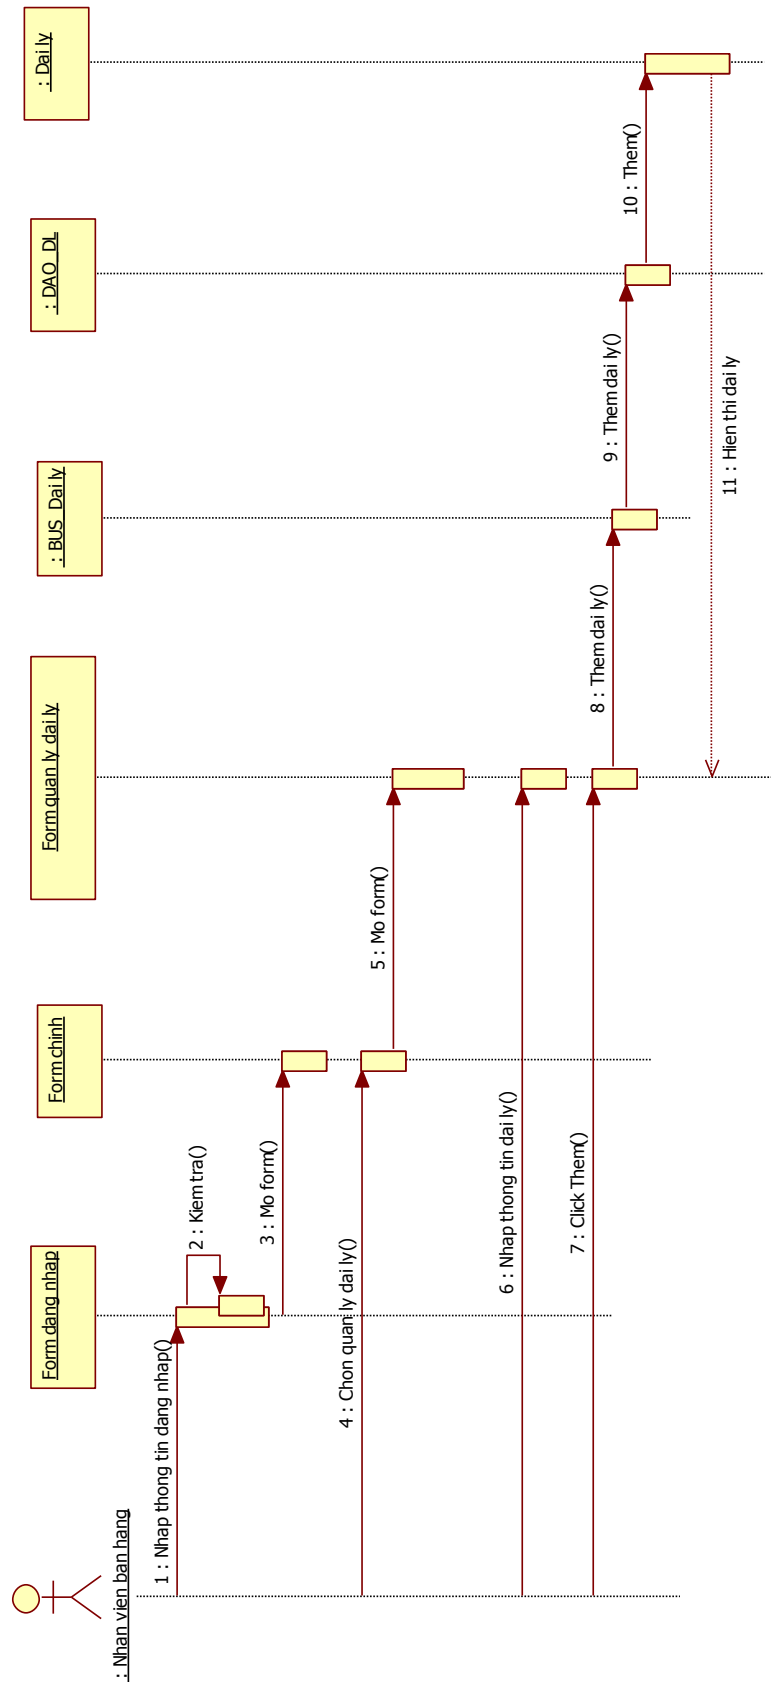 : Nhan vien ban hang
Form dang nhap
Form chinh
Form quan ly dai ly
: BUS_Dai ly
: DAO_DL
: Dai ly
1 : Nhap thong tin dang nhap()
2 : Kiem tra()
3 : Mo form()
4 : Chon quan ly dai ly()
5 : Mo form()
6 : Nhap thong tin dai ly()
7 : Click Them()
8 : Them dai ly()
9 : Them dai ly()
10 : Them()
11 : Hien thi dai ly